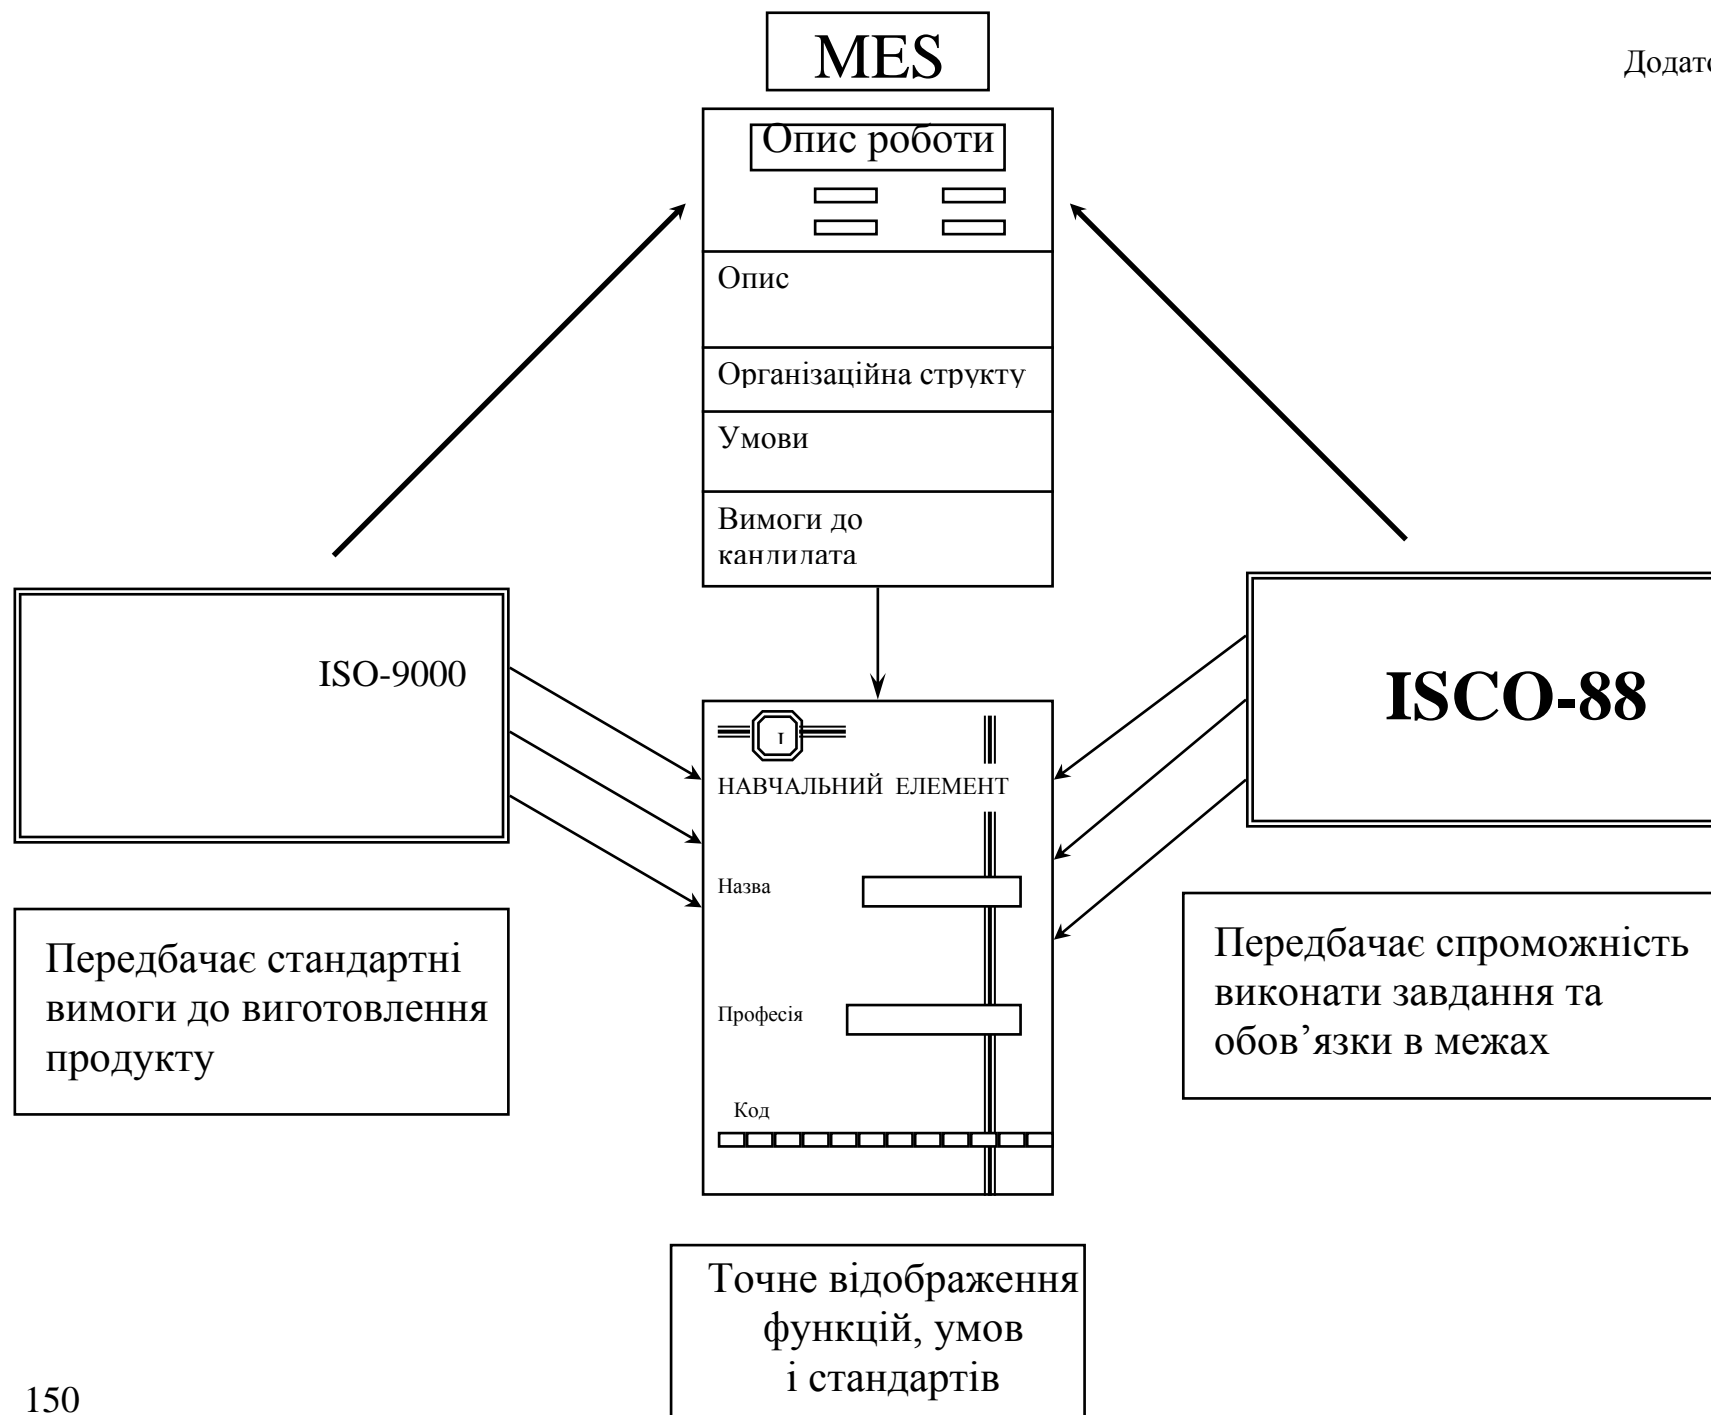 MES
Додато
Опис роботи
Опис
Організаційна структу
Умови
Вимоги до
кандидата
ISO-9000
ISCO-88
І
НАВЧАЛЬНИЙ ЕЛЕМЕНТ
Назва
Професія
Код
Передбачає стандартні
вимоги до виготовлення
продукту
Передбачає спроможність
виконати завдання та
обов’язки в межах
Точне відображення
функцій, умов
і стандартів
150